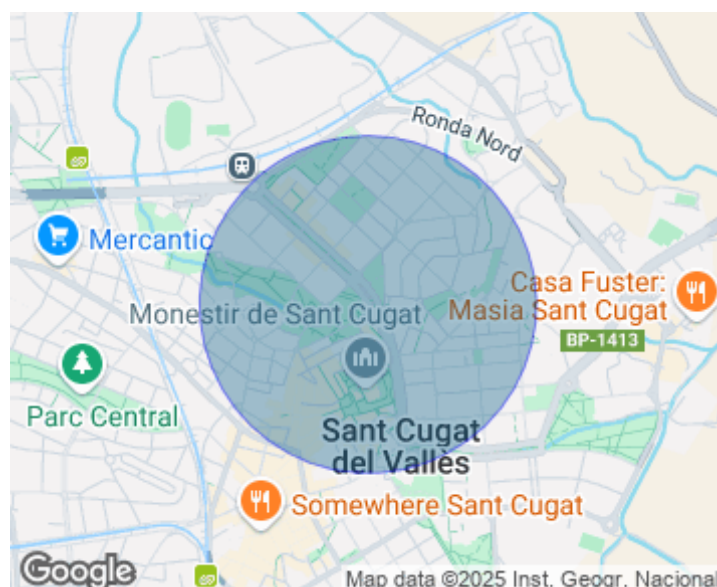 Ronda Nord
Mercantic
Casa Fuster:
Masia Sant Cugat
Monestir de Sant Cugat
BP-1413
Parc Central
Sant Cugat
del Vallès
Somewhere Sant Cugat
Google
Map data ©2025 Inst. Geogr. Nacional